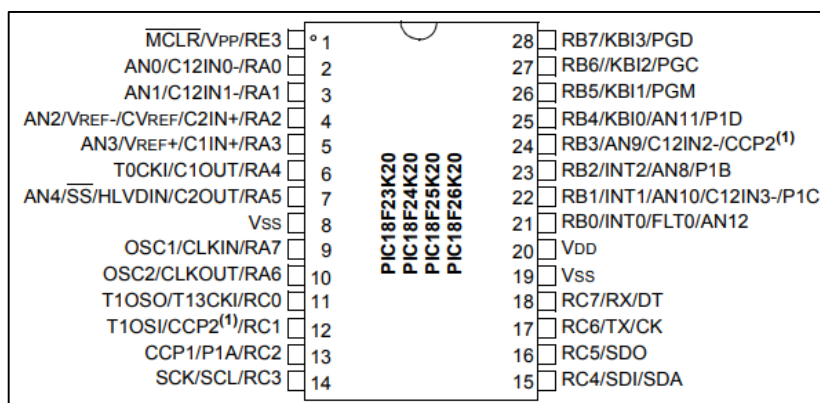 MCLR/VPP/RE3
AN0/C12IN0-/RA0
AN1/C12IN1-/RA1
AN2/VREF-/CVREF/C2IN+/RA2
AN3/VREF+/C1IN+/RA3
T0CKI/C1OUT/RA4
AN4/SS/HLVDIN/C2OUT/RA5
VSS
OSC1/CLKIN/RA7
OSC2/CLKOUT/RA6
T1OSO/T13CKI/RC0
T1OSI/CCP2(1)/RC1
CCP1/P1A/RC2
SCK/SCL/RC3
1
2
3
4
5
6
7
8
9
10
11
12
13
14
PIC18F23K20
PIC18F24K20
PIC18F25K20
PIC18F26K20
28 RB7/KBI3/PGD
27 RB6//KBI2/PGC
26 RB5/KBI1/PGM
25 RB4/KBI0/AN11/P1D
24 RB3/AN9/C12IN2-/CCP2(1)
23 RB2/INT2/AN8/P1B
22 RB1/INT1/AN10/C12IN3-/P1C
21 RB0/INT0/FLT0/AN12
20 VDD
19 VSS
18 RC7/RX/DT
17 RC6/TX/CK
16 RC5/SDO
15 RC4/SDI/SDA